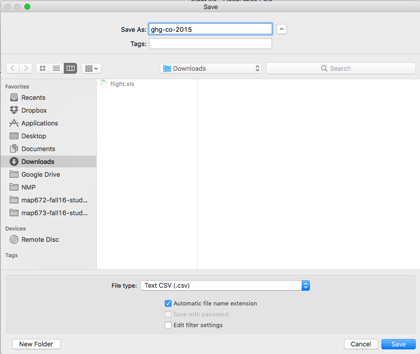 Save
Save As: ghg-co-2015
Tags:
Downloads
Search
Favorites
Recents
Dropbox
Applications
Desktop
Documents
Downloads
Google Drive
NMP
map672-fall16-stud...
map673-fall16-stud...
Devices
Remote Disc
Tags
flight.xls
File type: Text CSV (.csv)
Automatic file name extension
Save with password
Edit filter settings
New Folder
Cancel
Save